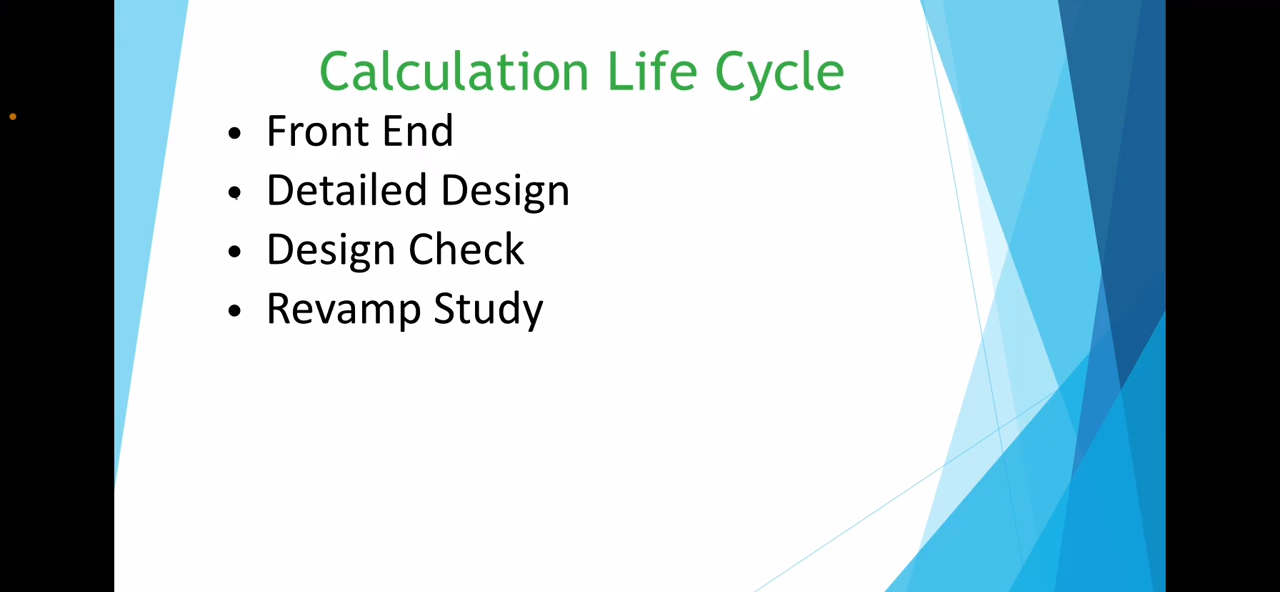 Calculation Life Cycle
• Front End
• Detailed Design
• Design Check
• Revamp Study